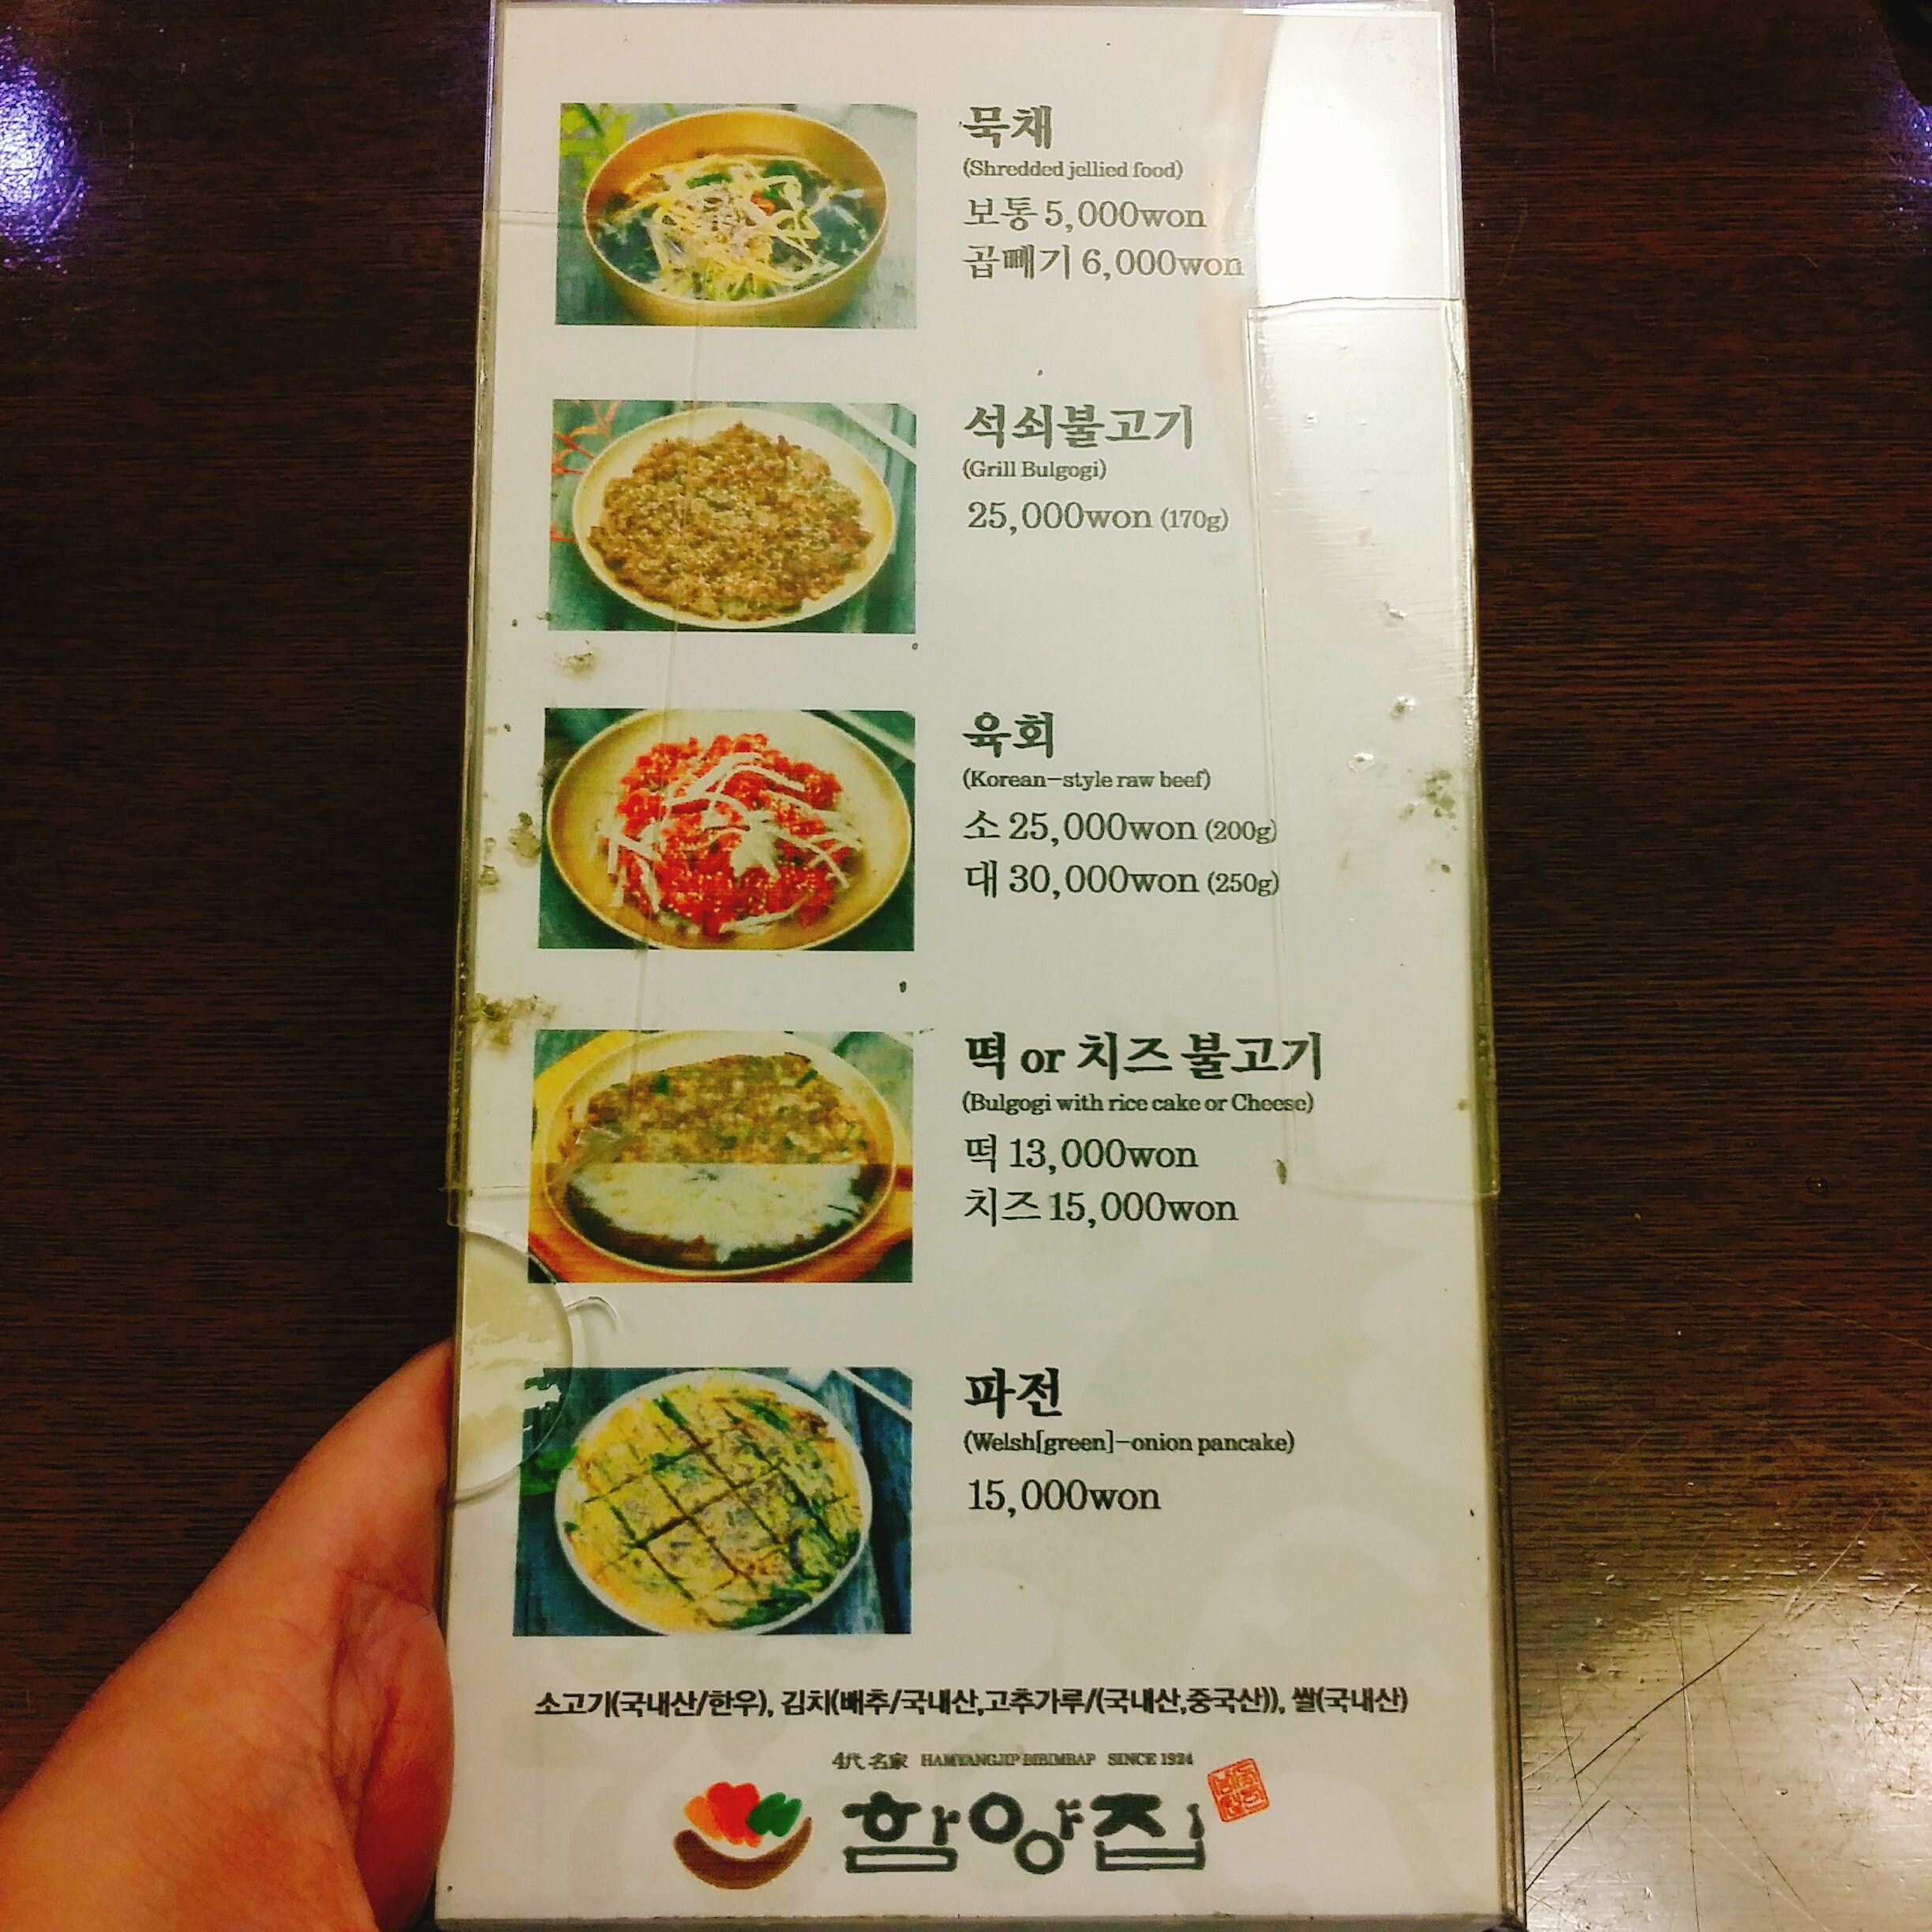 묵채
(Shredded jellied food)
보통 5,000won
곱빼기 6,000won
석쇠불고기
(Grill Bulgogi)
25,000won (170g)
육회
(Korean-style raw beef)
소 25,000won (200g)
대 30,000won (250g)
떡 or 치즈 불고기
(Bulgogi with rice cake or Cheese)
떡 13,000won
치즈 15,000won
파전
(Welsh[green]-onion pancake)
15,000won
소고기(국내산/한우), 김치(배추/국내산,고추가루/(국내산,중국산)), 쌀(국내산)
4代 名家 HAMYANGJIP BIBIMBAP SINCE 1924
함양집